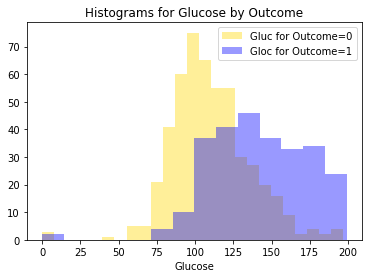 Histograms for Glucose by Outcome
Gluc for Outcome=0
Gloc for Outcome=1
70
60
50
40
30
20
10
0
0 25 50 75 100 125 150 175 200
Glucose